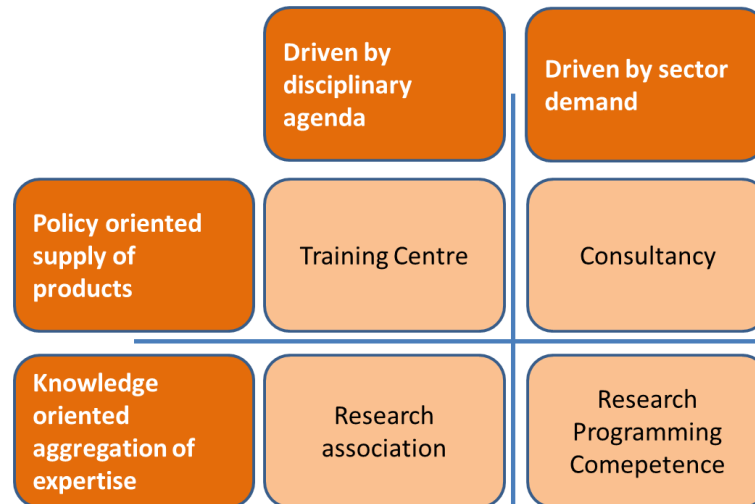 Driven by
disciplinary
agenda
Driven by sector
demand
Policy oriented
supply of
products
Training Centre
Consultancy
Knowledge
oriented
aggregation of
expertise
Research
association
Research
Programming
Comepetence